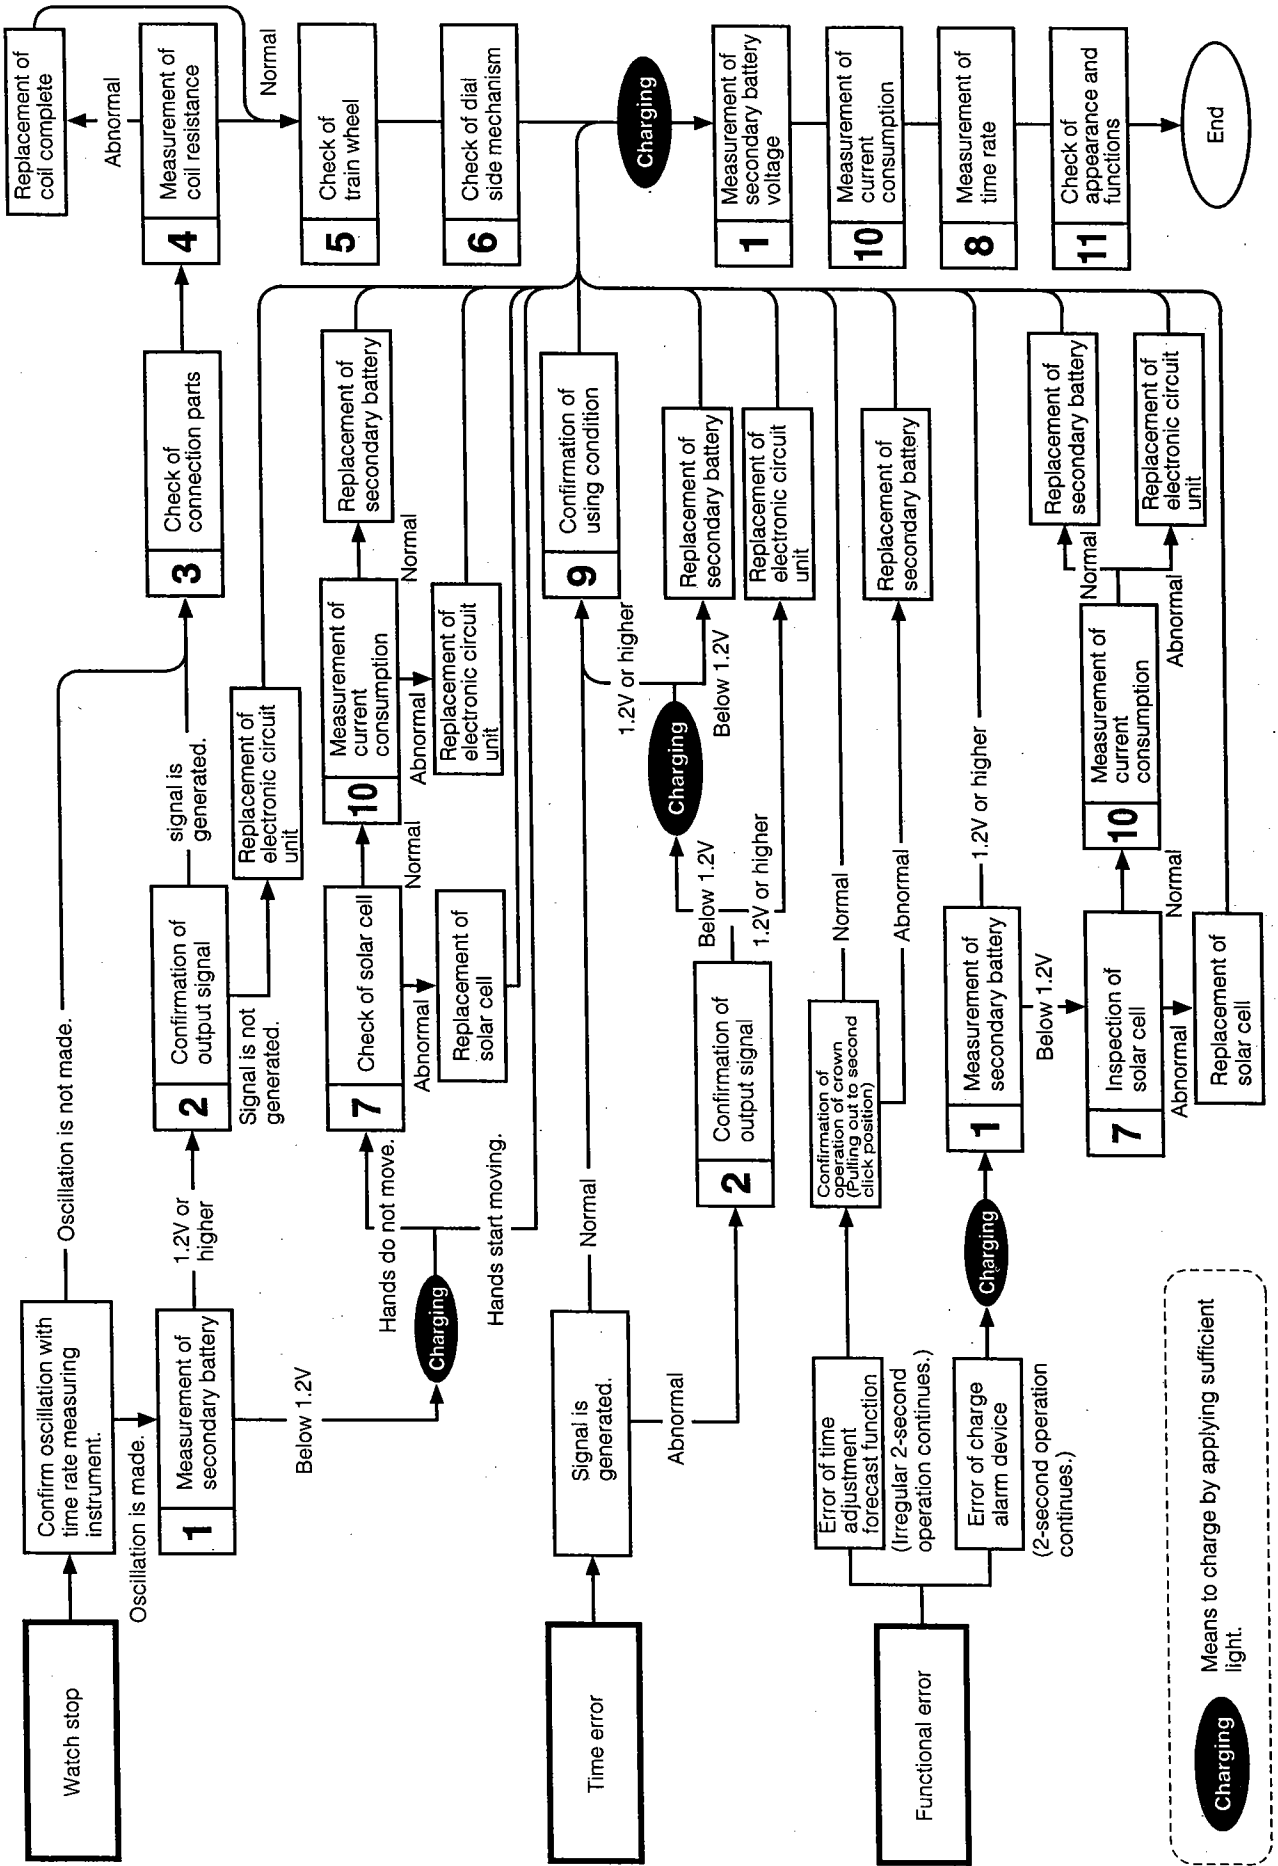 Watch stop
Confirm oscillation with
time rate measuring
instrument.
Oscillation is not made.
Oscillation is made.
1
Measurement of
secondary battery
1.2V or
higher
Below 1.2V
2
Confirmation of
output signal
signal is
generated.
Signal is not
generated.
Replacement of
electronic circuit
unit
3
Check of
connection parts
4
Measurement of
coil resistance
Abnormal
Replacement of
coil complete
Normal
5
Check of
train wheel
6
Check of dial
side mechanism
Charging
Hands do not move.
Hands start moving.
7
Check of solar cell
Normal
Abnormal
Replacement of
solar cell
10
Measurement of
current
consumption
Normal
Abnormal
Replacement of
secondary battery
Replacement of
electronic circuit
unit
Time error
Signal is
generated.
Normal
Abnormal
2
Confirmation of
output signal
Below 1.2V
1.2V or higher
Charging
1.2V or higher
Below 1.2V
9
Confirmation of
using condition
Replacement of
secondary battery
Replacement of
electronic circuit
unit
Functional error
Error of time
adjustment
forecast function
(Irregular 2-second
operation continues.)
Confirmation of
operation of crown
(Pulling out to second
click position)
Normal
Abnormal
Replacement of
secondary battery
Error of charge
alarm device
(2-second operation
continues.)
Charging
1
Measurement of
secondary battery
1.2V or higher
Below 1.2V
7
Inspection of
solar cell
Normal
Abnormal
Replacement of
solar cell
10
Measurement of
current
consumption
Normal
Abnormal
Replacement of
secondary battery
Replacement of
electronic circuit
unit
Charging
1
Measurement of
secondary battery
voltage
10
Measurement of
current
consumption
8
Measurement of
time rate
11
Check of
appearance and
functions
End
Charging
Means to charge by applying sufficient
light.